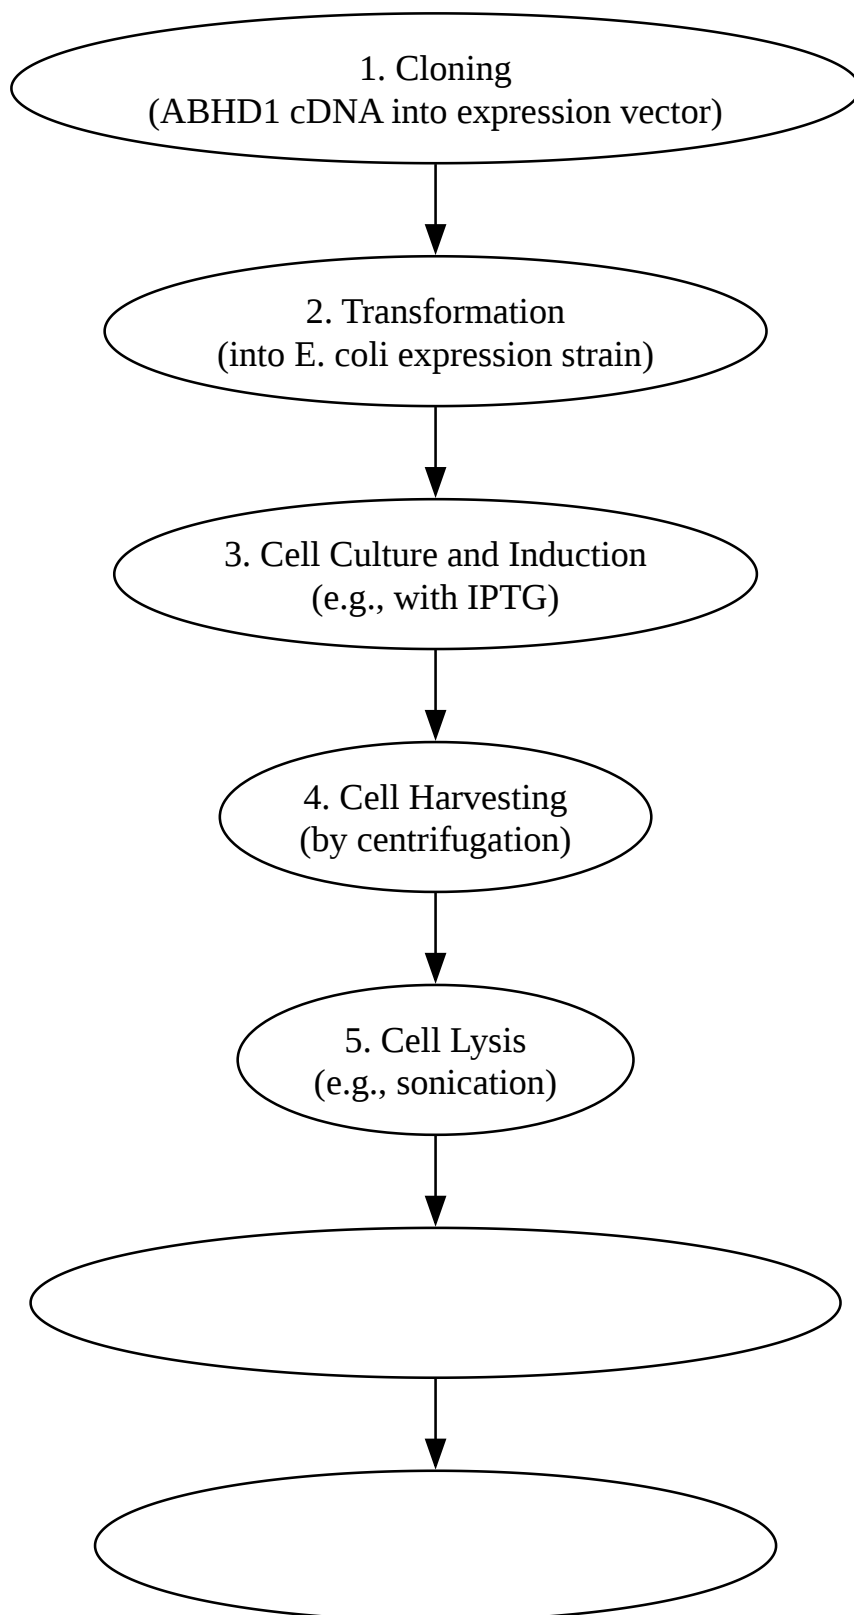 1. Cloning
(ABHD1 cDNA into expression vector)
2. Transformation
(into E. coli expression strain)
3. Cell Culture and Induction
(e.g., with IPTG)
4. Cell Harvesting
(by centrifugation)
5. Cell Lysis
(e.g., sonication)